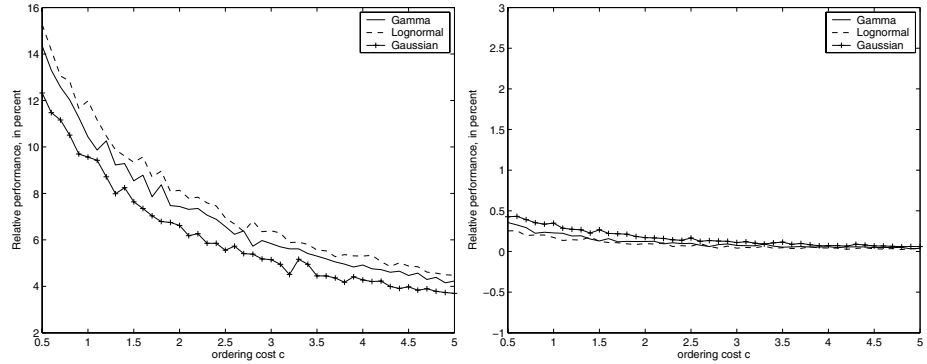 16
14
12
10
8
6
4
2
Relative performance, in percent
Gamma
Lognormal
Gaussian
0.5 1 1.5 2 2.5 3 3.5 4 4.5 5
ordering cost c
3
2.5
2
1.5
1
0.5
0
−0.5
−1
Relative performance, in percent
Gamma
Lognormal
Gaussian
0.5 1 1.5 2 2.5 3 3.5 4 4.5 5
ordering cost c